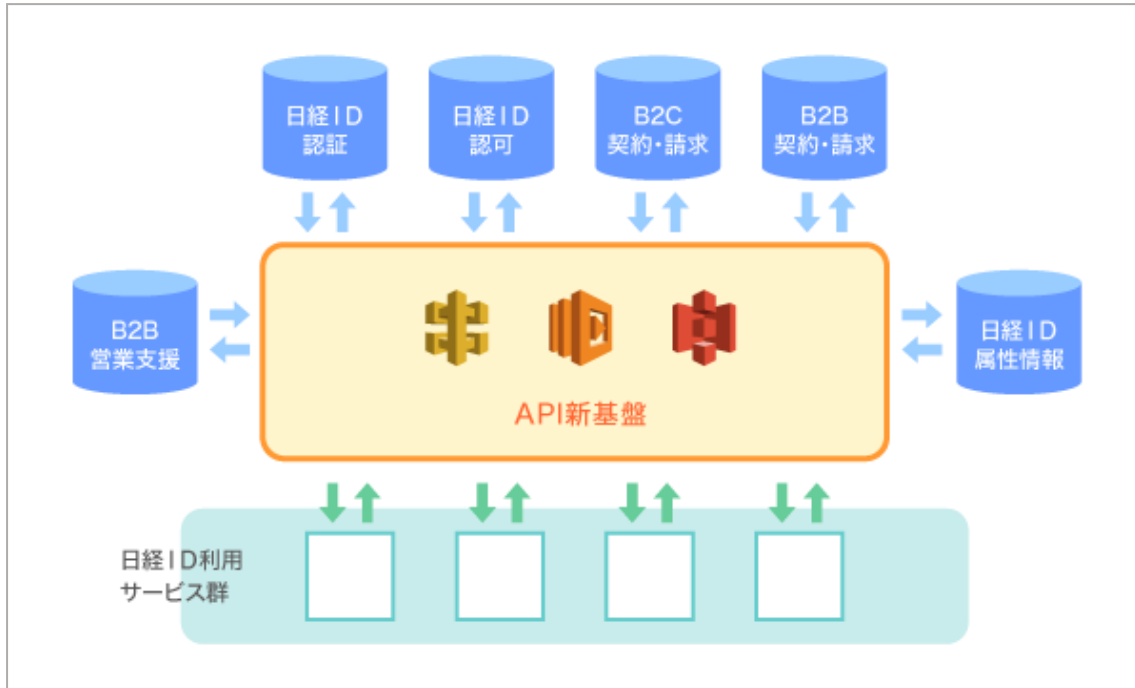 日経ID
認証
日経ID
認可
B2C
契約・請求
B2B
契約・請求
B2B
営業支援
日経ID
属性情報
API新基盤
日経ID利用
サービス群